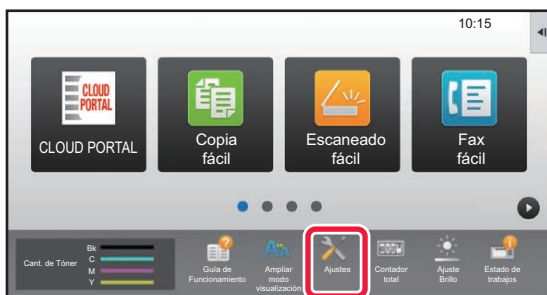 10:15
CLOUD
PORTAL
CLOUD PORTAL
Copia
fácil
Escaneado
fácil
Fax
fácil
Cant. de Tóner
Bk
C
M
Y
Guía de
Funcionamiento
Ampliar
modo
visualización
Ajustes
Contador
total
Ajuste
Brillo
Estado de
trabajos